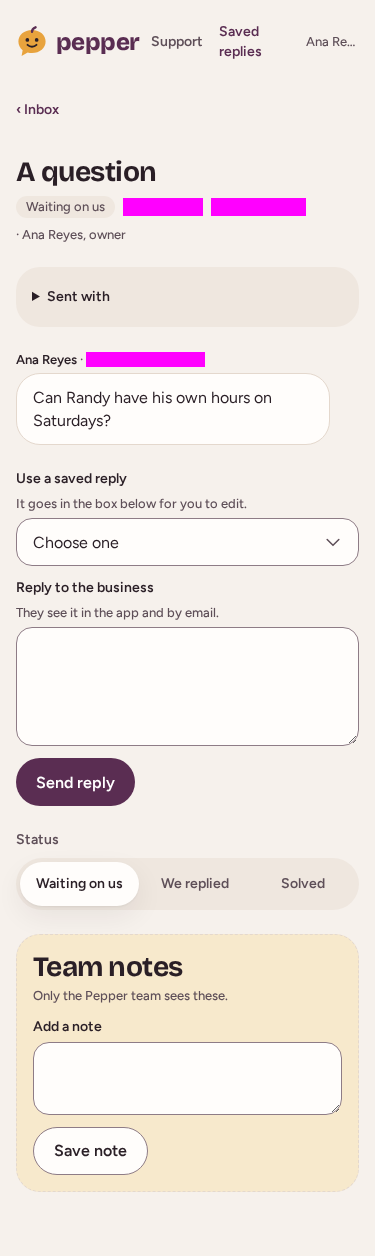 pepper
Support
Saved
replies
Ana Re...
‹ Inbox
A question
Waiting on us
· Ana Reyes, owner
Sent with
Ana Reyes ·
Can Randy have his own hours on
Saturdays?
Use a saved reply
It goes in the box below for you to edit.
Choose one
Reply to the business
They see it in the app and by email.
Send reply
Status
Waiting on us
We replied
Solved
Team notes
Only the Pepper team sees these.
Add a note
Save note